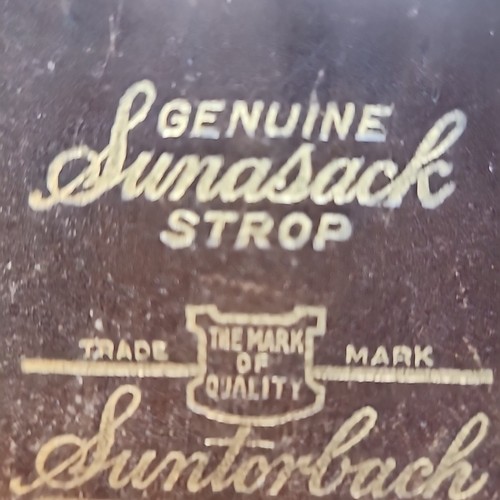 GENUINE
Sunasack
STROP
TRADE THE MARK OF QUALITY MARK
Suntorbach